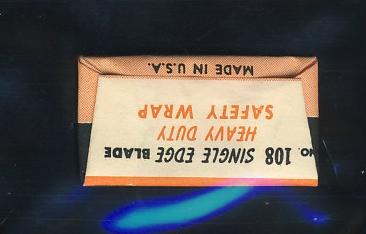 NO. 108 SINGLE EDGE BLADE
HEAVY DUTY
SAFETY WRAP
MADE IN U.S.A.